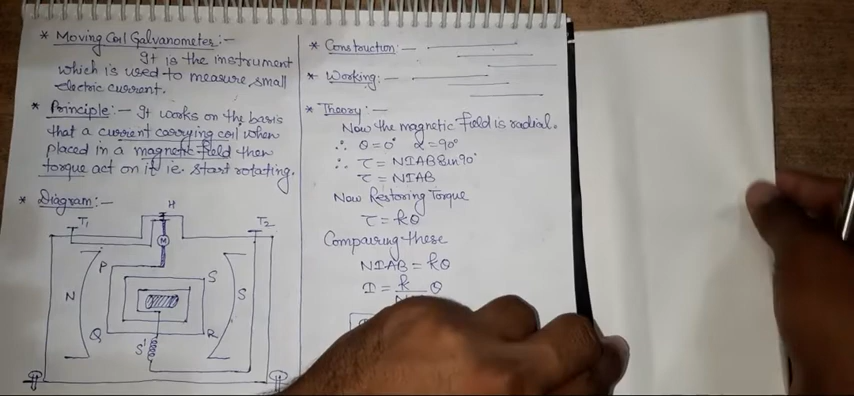 * Moving Coil Galvanometer:-
It is the instrument
which is used to measure small
electric current.
* Principle:- It works on the basis
that a current carrying coil when
placed in a magnetic field then
torque act on it i.e. start rotating.
* Diagram:-
H
T1
T2
M
P
S
N
S
Q
R
S'
* Construction:-
* Working:-
* Theory:-
Now the magnetic field is radial.
∴ θ=0° α=90°
∴ τ = NIAB Sin90°
τ = NIAB
Now Restoring Torque
τ = kθ
Comparing these
NIAB = kθ
I = k θ